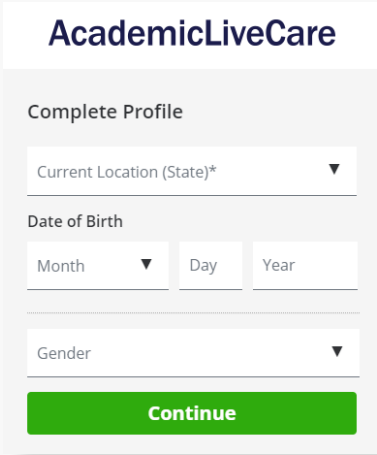 AcademicLiveCare
Complete Profile
Current Location (State)*
Date of Birth
Month Day Year
Gender
Continue